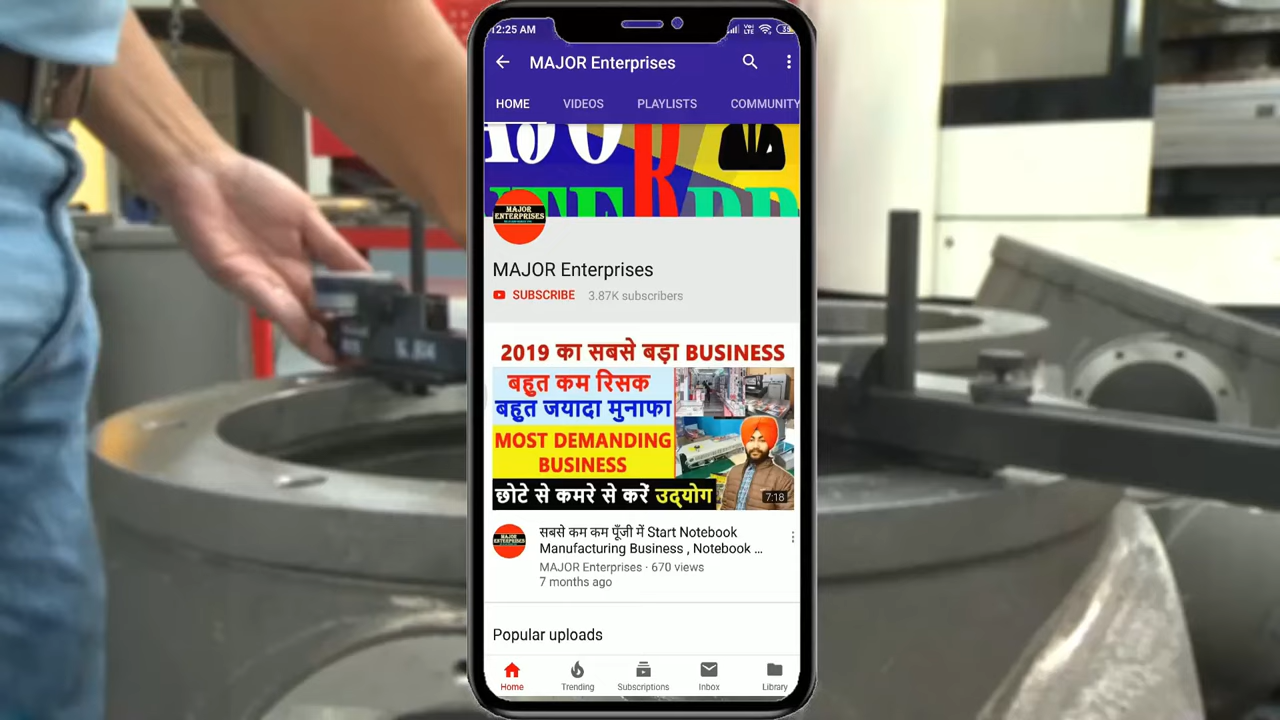 12:25 AM
MAJOR Enterprises
HOME VIDEOS PLAYLISTS COMMUNITY
MAJOR
ENTERPRISES
MAJOR Enterprises
SUBSCRIBE 3.87K subscribers
2019 का सबसे बड़ा BUSINESS
बहुत कम रिसक
बहुत जयादा मुनाफा
MOST DEMANDING
BUSINESS
छोटे से कमरे से करें उद्योग
7:18
सबसे कम कम पूँजी में Start Notebook
Manufacturing Business , Notebook ...
MAJOR Enterprises · 670 views
7 months ago
Popular uploads
Home Trending Subscriptions Inbox Library